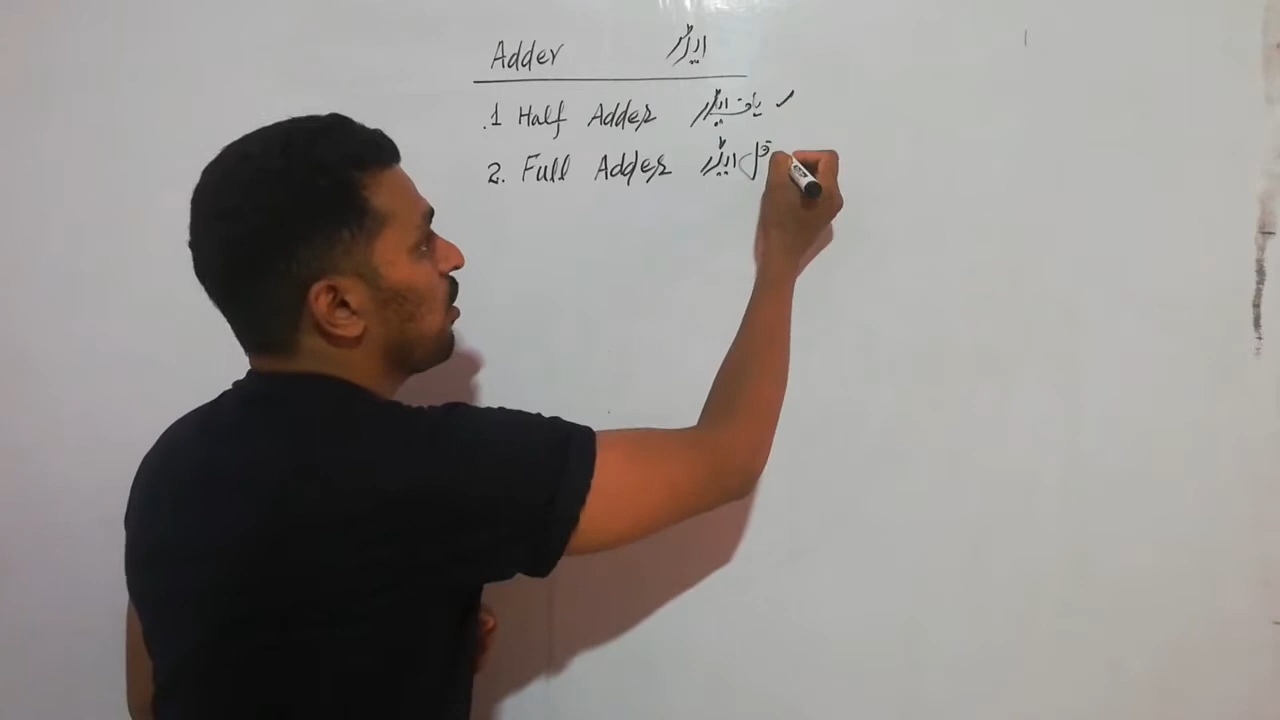 Adder ایڈر
.1 Half Adder ہاف ایڈر ✓
2. Full Adder فل ایڈر